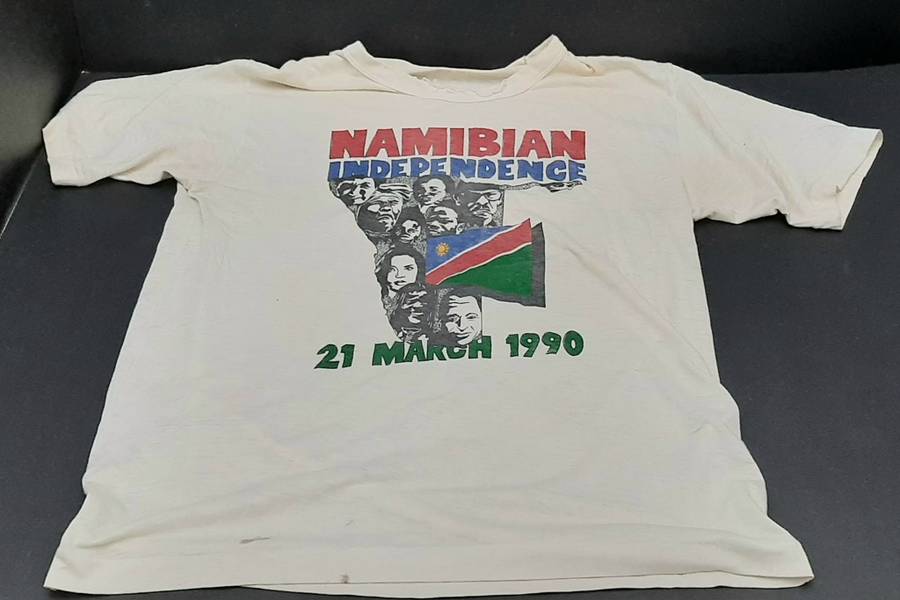 NAMIBIAN
INDEPENDENCE
21 MARCH 1990